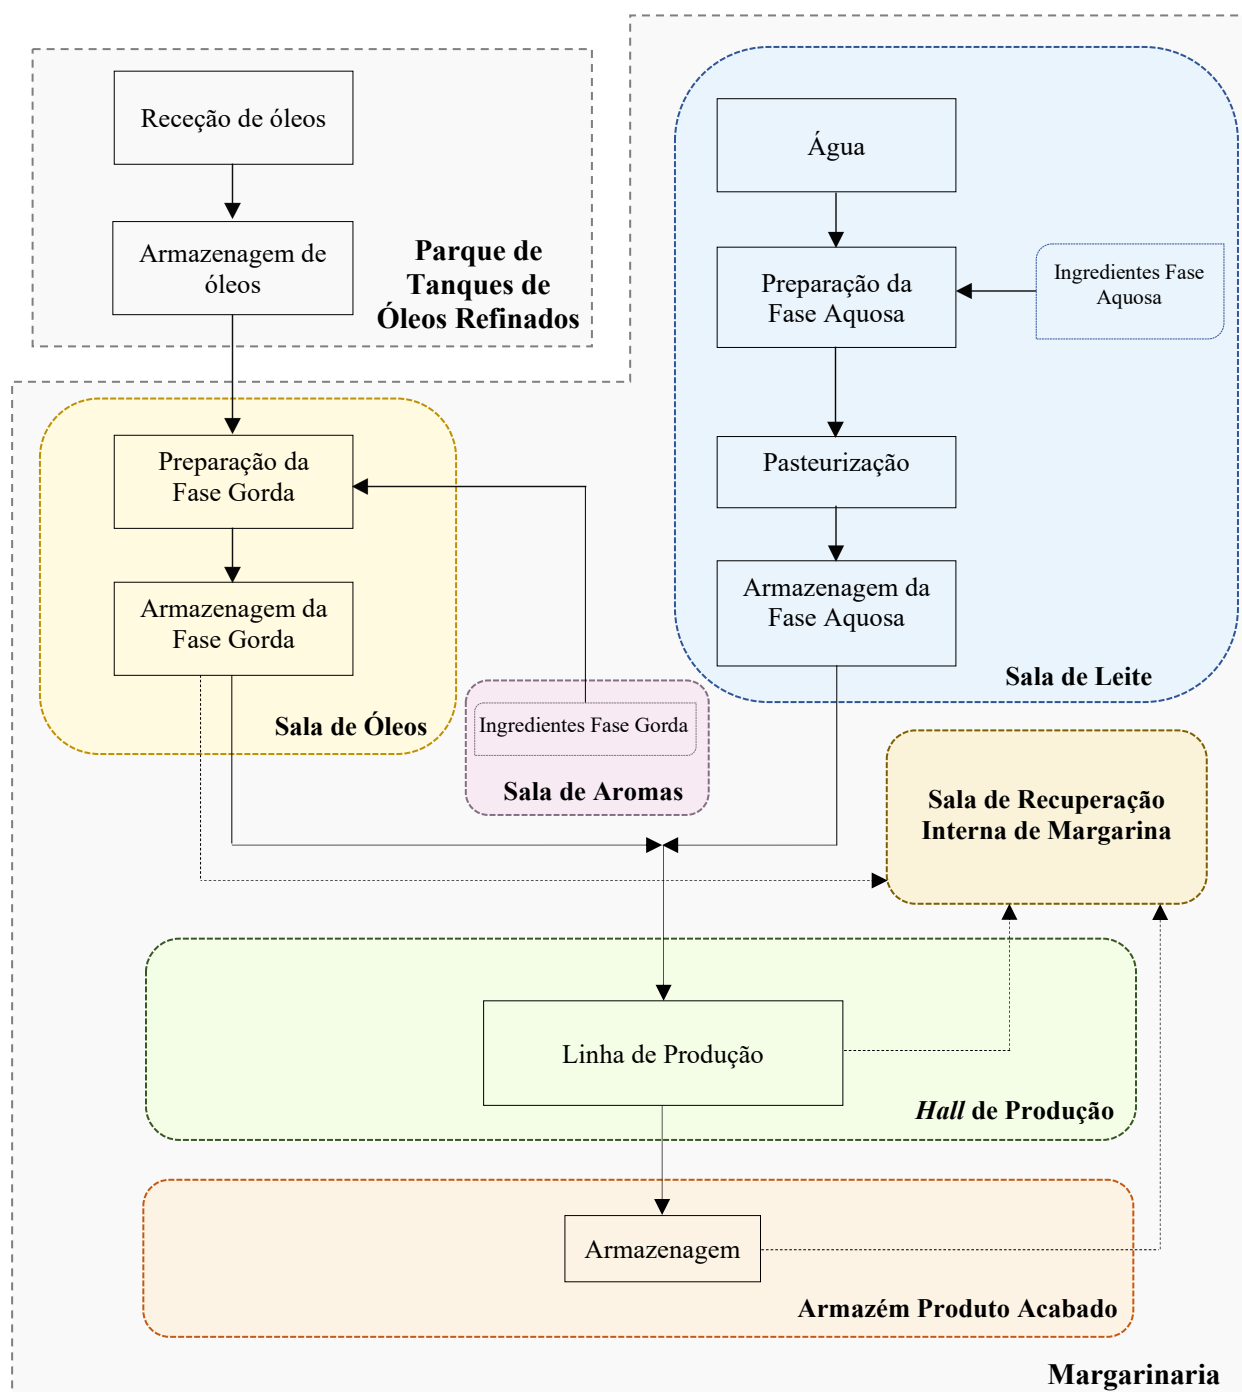 Receção de óleos
Armazenagem de
óleos
Parque de
Tanques de
Óleos Refinados
Água
Preparação da
Fase Aquosa
Ingredientes Fase
Aquosa
Pasteurização
Armazenagem da
Fase Aquosa
Sala de Leite
Preparação da
Fase Gorda
Armazenagem da
Fase Gorda
Sala de Óleos
Ingredientes Fase Gorda
Sala de Aromas
Sala de Recuperação
Interna de Margarina
Linha de Produção
Hall de Produção
Armazenagem
Armazém Produto Acabado
Margarinaria